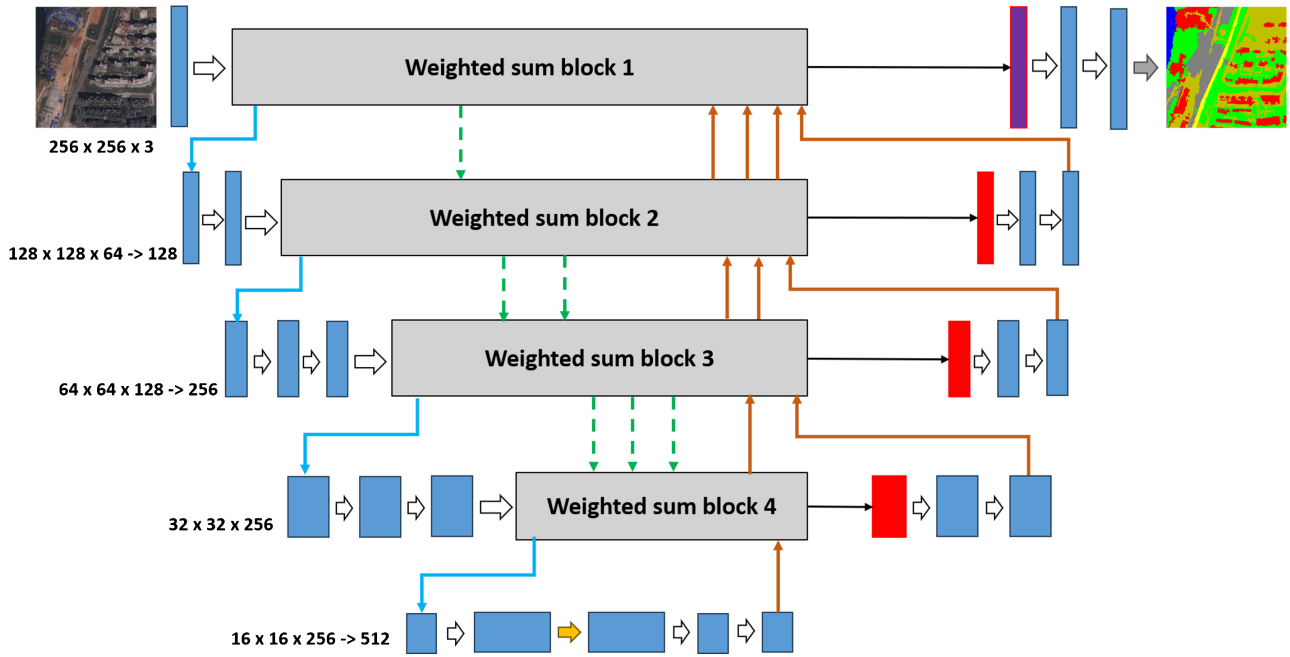 Weighted sum block 1
256 x 256 x 3
Weighted sum block 2
128 x 128 x 64 -> 128
Weighted sum block 3
64 x 64 x 128 -> 256
Weighted sum block 4
32 x 32 x 256
16 x 16 x 256 -> 512